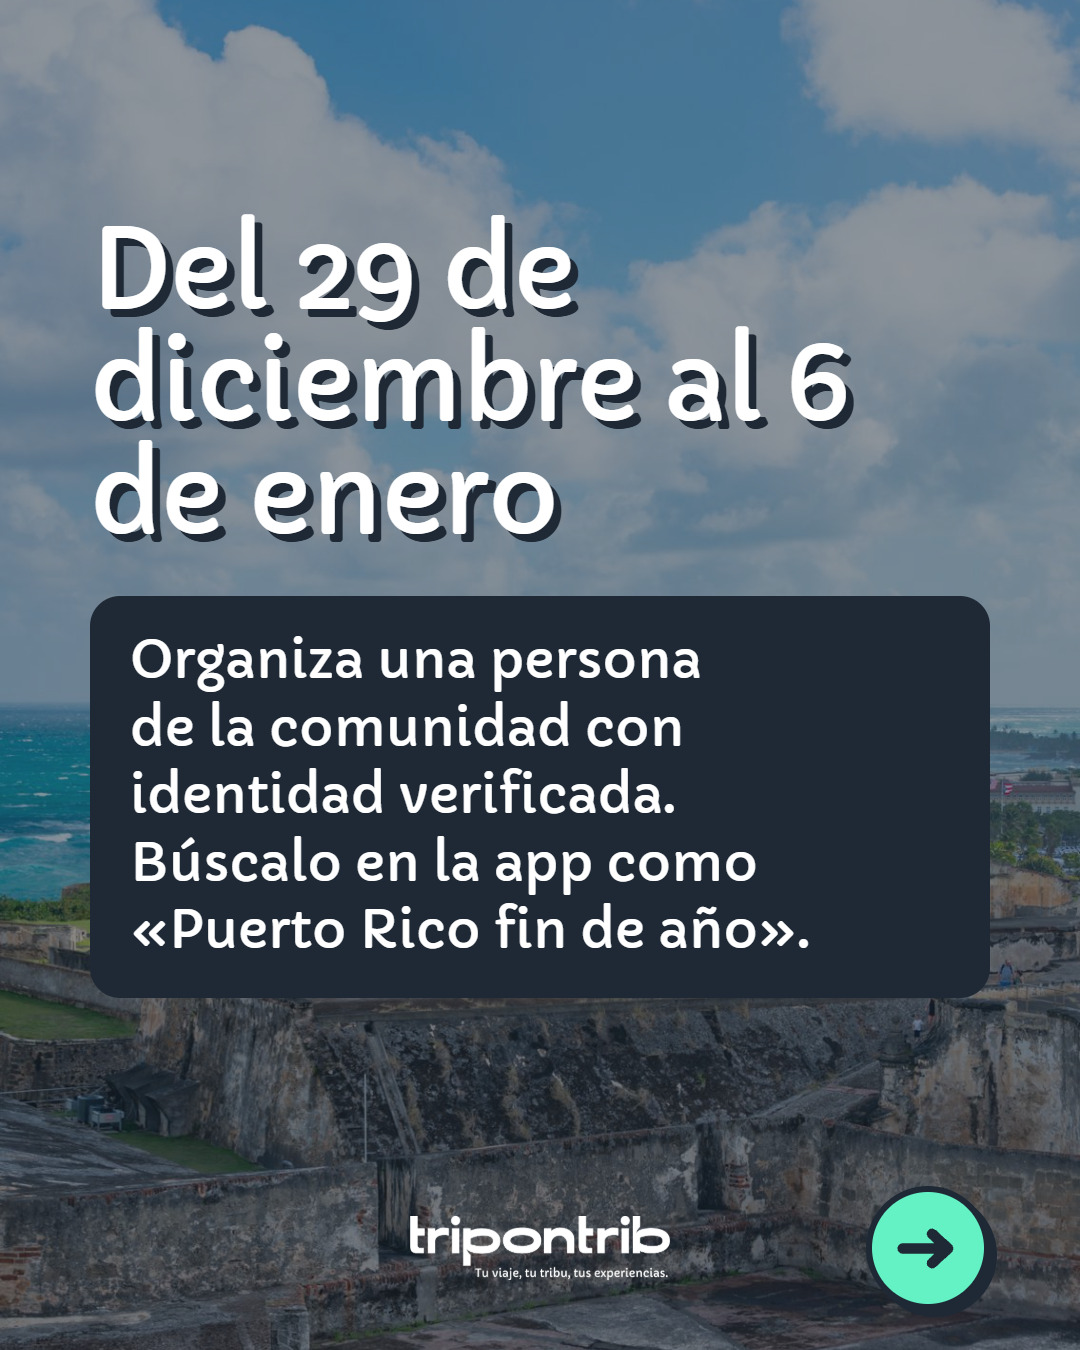 Del 29 de
diciembre al 6
de enero
Organiza una persona
de la comunidad con
identidad verificada.
Búscalo en la app como
«Puerto Rico fin de año».
tripontrib
Tu viaje, tu tribu, tus experiencias.